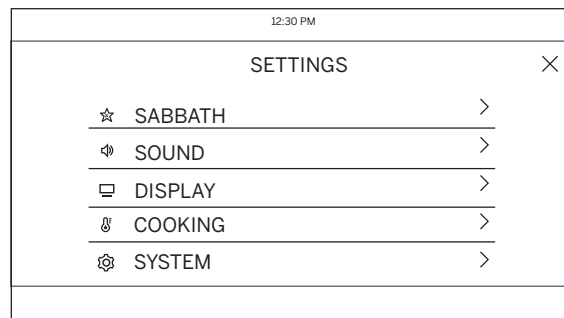 12:30 PM
SETTINGS
SABBATH
SOUND
DISPLAY
COOKING
SYSTEM